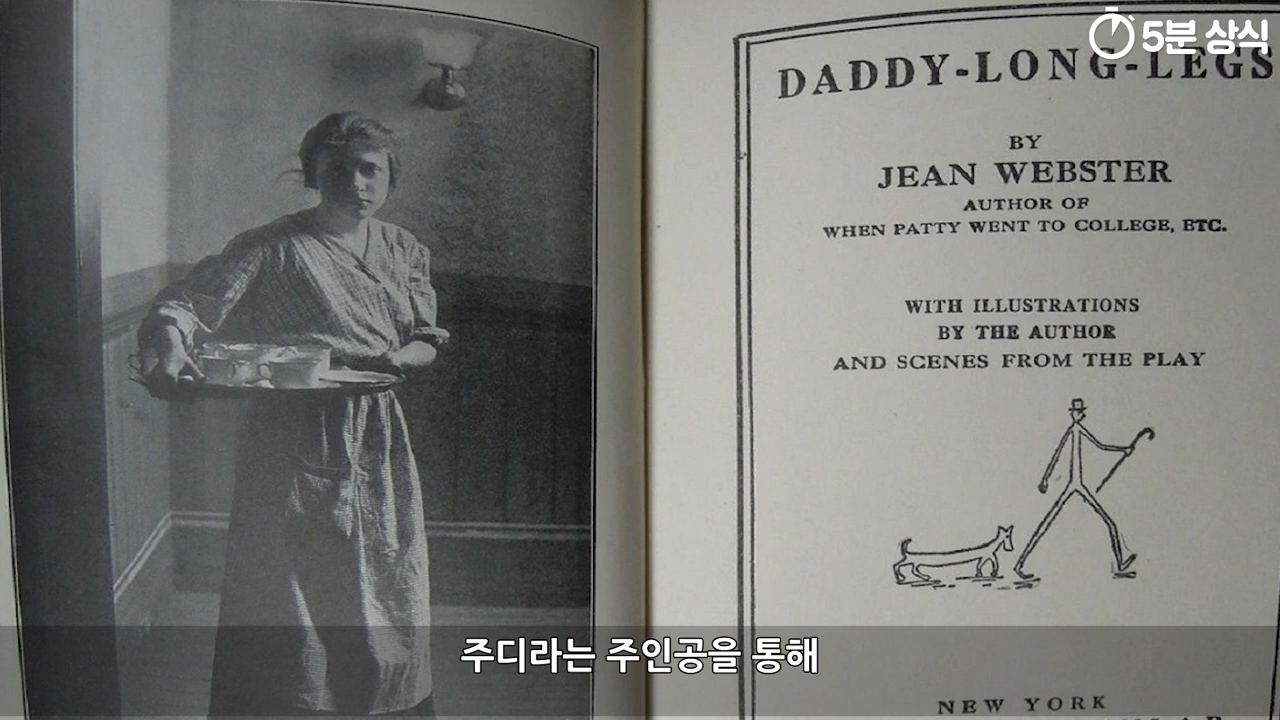 5분 상식
DADDY-LONG-LEGS
BY
JEAN WEBSTER
AUTHOR OF
WHEN PATTY WENT TO COLLEGE, ETC.
WITH ILLUSTRATIONS
BY THE AUTHOR
AND SCENES FROM THE PLAY
주디라는 주인공을 통해
NEW YORK